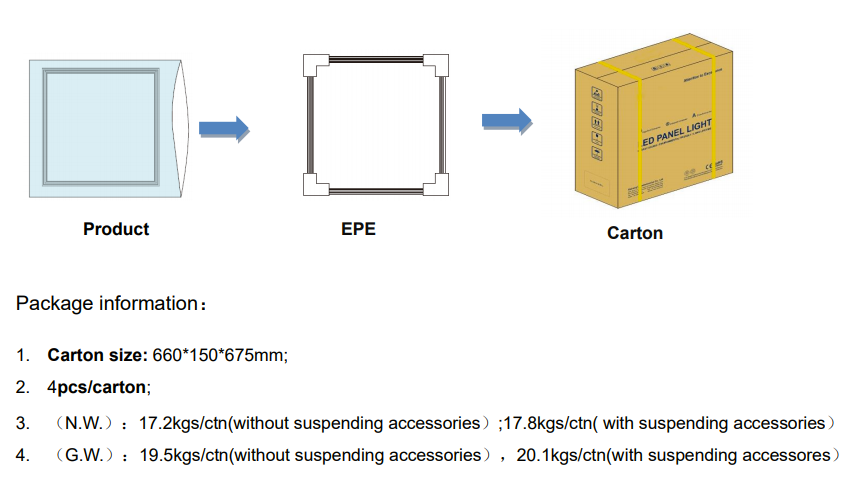 LED PANEL LIGHT
Product
EPE
Carton
Package information：
1. Carton size: 660*150*675mm;
2. 4pcs/carton;
3. （N.W.）：17.2kgs/ctn(without suspending accessories）;17.8kgs/ctn( with suspending accessories）
4. （G.W.）：19.5kgs/ctn(without suspending accessories），20.1kgs/ctn(with suspending accessores）